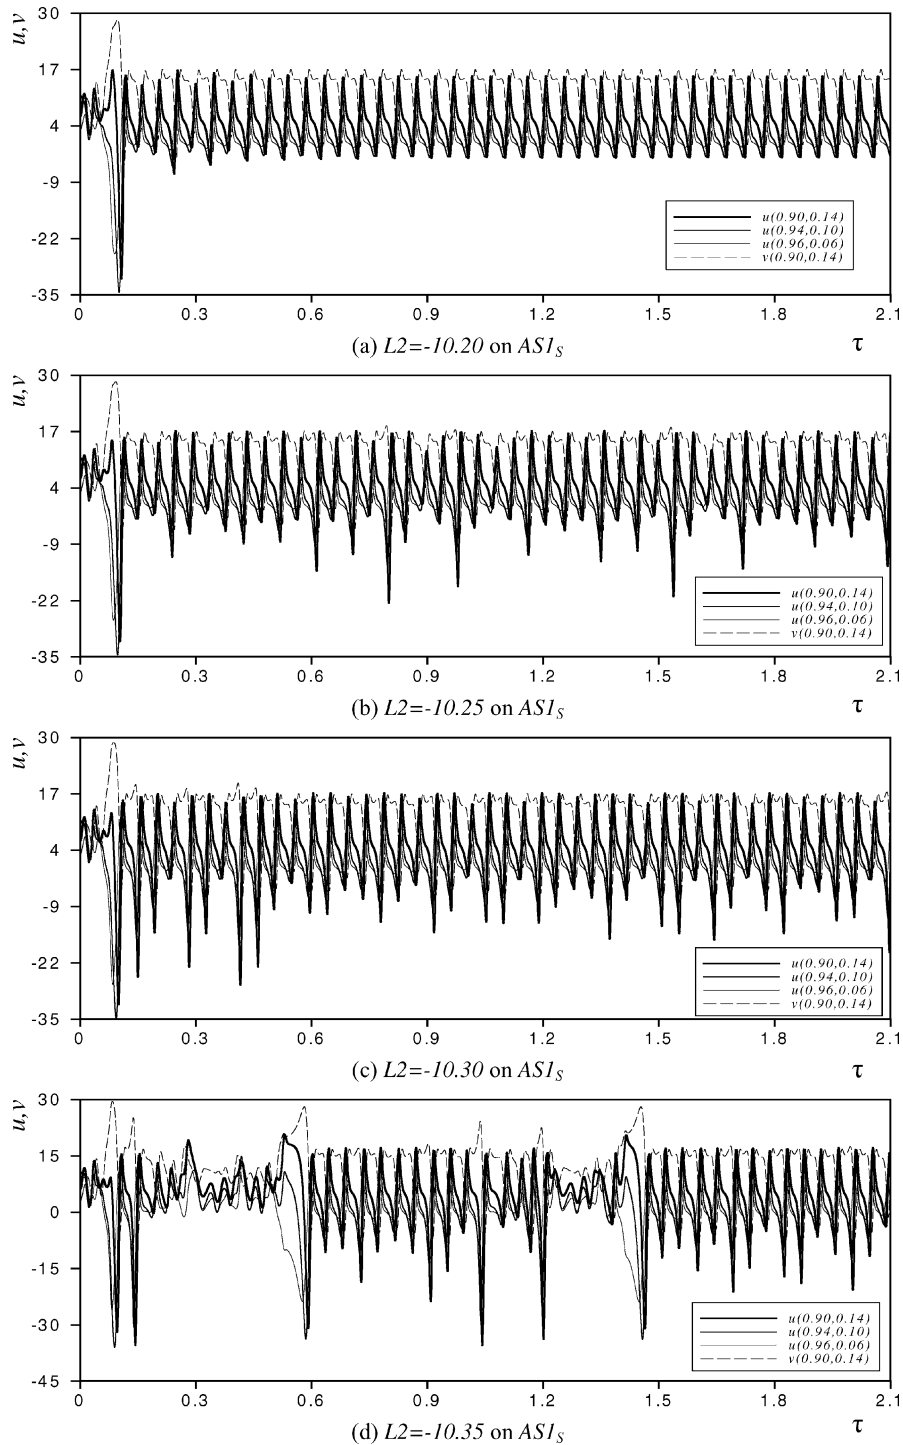 u,v
30
17
4
-9
-22
-35
u(0.90,0.14)
u(0.94,0.10)
u(0.96,0.06)
v(0.90,0.14)
0 0.3 0.6 0.9 1.2 1.5 1.8 2.1
(a) L2=-10.20 on AS1S τ
u,v
30
17
4
-9
-22
-35
u(0.90,0.14)
u(0.94,0.10)
u(0.96,0.06)
v(0.90,0.14)
0 0.3 0.6 0.9 1.2 1.5 1.8 2.1
(b) L2=-10.25 on AS1S τ
u,v
30
17
4
-9
-22
-35
u(0.90,0.14)
u(0.94,0.10)
u(0.96,0.06)
v(0.90,0.14)
0 0.3 0.6 0.9 1.2 1.5 1.8 2.1
(c) L2=-10.30 on AS1S τ
u,v
30
15
0
-15
-30
-45
u(0.90,0.14)
u(0.94,0.10)
u(0.96,0.06)
v(0.90,0.14)
0 0.3 0.6 0.9 1.2 1.5 1.8 2.1
(d) L2=-10.35 on AS1S τ